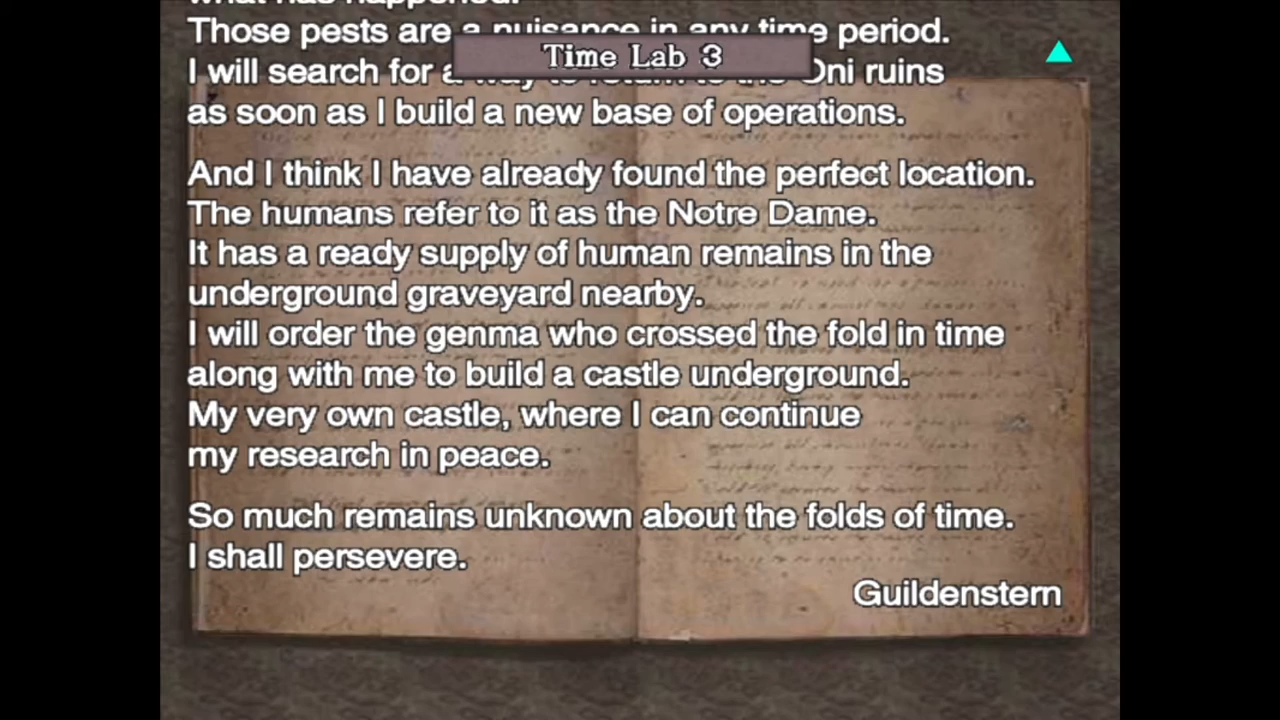 what has happened.
Those pests are a nuisance in any time period.
Time Lab 3
I will search for a way to return to the Oni ruins
as soon as I build a new base of operations.
And I think I have already found the perfect location.
The humans refer to it as the Notre Dame.
It has a ready supply of human remains in the
underground graveyard nearby.
I will order the genma who crossed the fold in time
along with me to build a castle underground.
My very own castle, where I can continue
my research in peace.
So much remains unknown about the folds of time.
I shall persevere.
Guildenstern